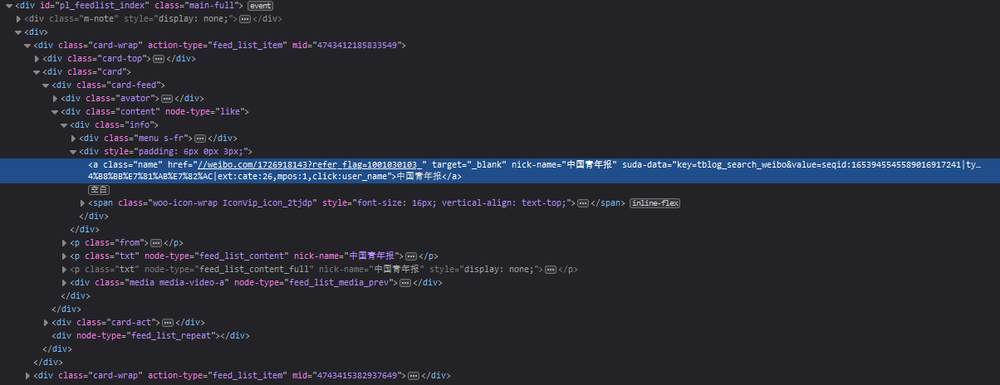 <div id="pl_feedlist_index" class="main-full"> event
<div class="m-note" style="display: none;">…</div>
<div>
<div class="card-wrap" action-type="feed_list_item" mid="4743412185833549">
<div class="card-top">…</div>
<div class="card">
<div class="card-feed">
<div class="avator">…</div>
<div class="content" node-type="like">
<div class="info">
<div class="menu s-fr">…</div>
<div style="padding: 6px 0px 3px;">
<a class="name" href="//weibo.com/1726918143?refer_flag=1001030103_" target="_blank" nick-name="中国青年报" suda-data="key=tblog_search_weibo&value=seqid:1653945545589016917241|ty…
4%B8%BB%E7%81%AB%E7%82%AC|ext:cate:26,mpos:1,click:user_name">中国青年报</a>
空白
<span class="woo-icon-wrap IconVip_icon_2tjdp" style="font-size: 16px; vertical-align: text-top;">…</span> inline-flex
</div>
</div>
<p class="from">…</p>
<p class="txt" node-type="feed_list_content" nick-name="中国青年报">…</p>
<p class="txt" node-type="feed_list_content_full" nick-name="中国青年报" style="display: none;">…</p>
<div class="media media-video-a" node-type="feed_list_media_prev">…</div>
</div>
</div>
<div class="card-act">…</div>
<div node-type="feed_list_repeat"></div>
</div>
</div>
<div class="card-wrap" action-type="feed_list_item" mid="4743415382937649">…</div>